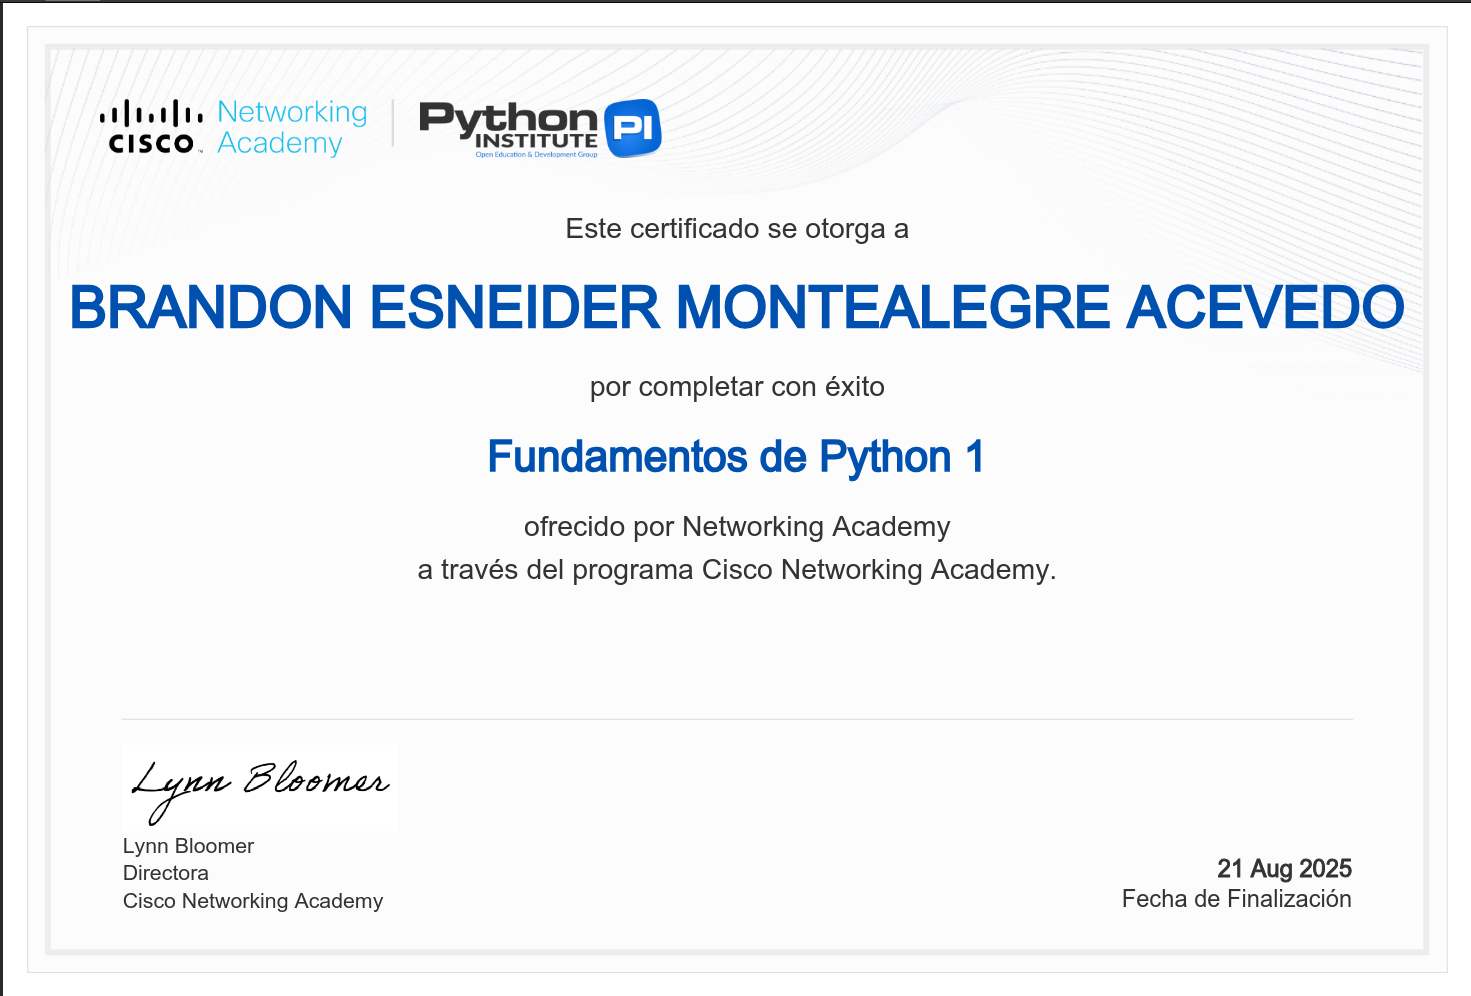 CISCO™ Networking Academy
Python INSTITUTE PI
Open Education & Development Group
Este certificado se otorga a
BRANDON ESNEIDER MONTEALEGRE ACEVEDO
por completar con éxito
Fundamentos de Python 1
ofrecido por Networking Academy
a través del programa Cisco Networking Academy.
Lynn Bloomer
Lynn Bloomer
Directora
Cisco Networking Academy
21 Aug 2025
Fecha de Finalización